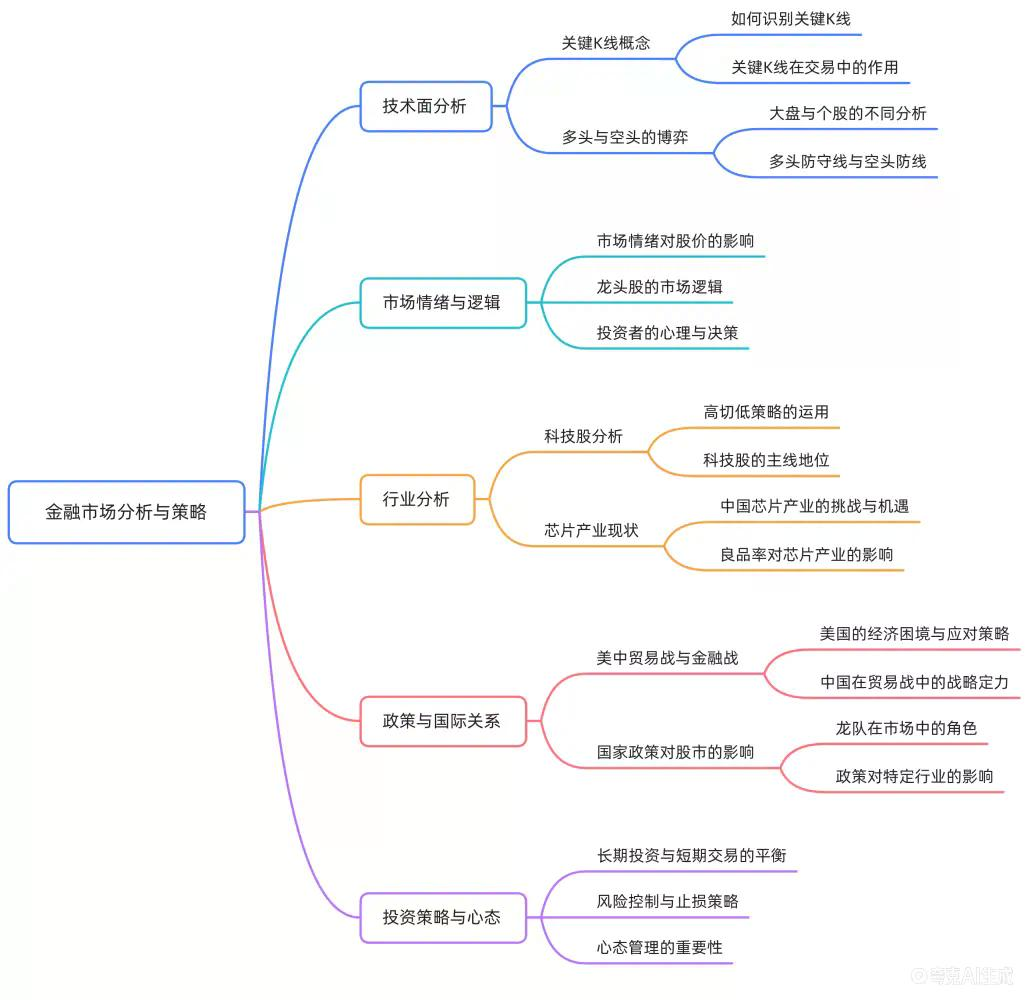 金融市场分析与策略
技术面分析
关键K线概念
如何识别关键K线
关键K线在交易中的作用
多头与空头的博弈
大盘与个股的不同分析
多头防守线与空头防线
市场情绪与逻辑
市场情绪对股价的影响
龙头股的市场逻辑
投资者的心理与决策
行业分析
科技股分析
高切低策略的运用
科技股的主线地位
芯片产业现状
中国芯片产业的挑战与机遇
良品率对芯片产业的影响
政策与国际关系
美中贸易战与金融战
美国的经济困境与应对策略
中国在贸易战中的战略定力
国家政策对股市的影响
龙队在市场中的角色
政策对特定行业的影响
投资策略与心态
长期投资与短期交易的平衡
风险控制与止损策略
心态管理的重要性
夸克AI生成